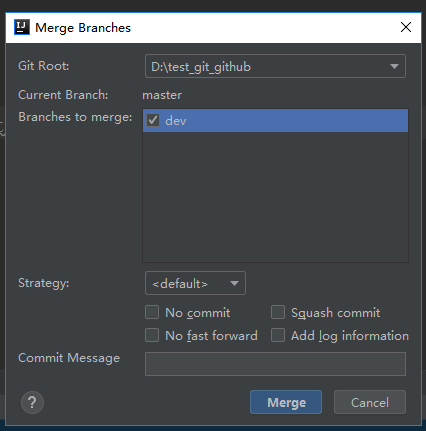 IJ Merge Branches
Git Root: D:\test_git_github
Current Branch: master
Branches to merge: dev
Strategy: <default>
No commit Squash commit
No fast forward Add log information
Commit Message
? Merge Cancel